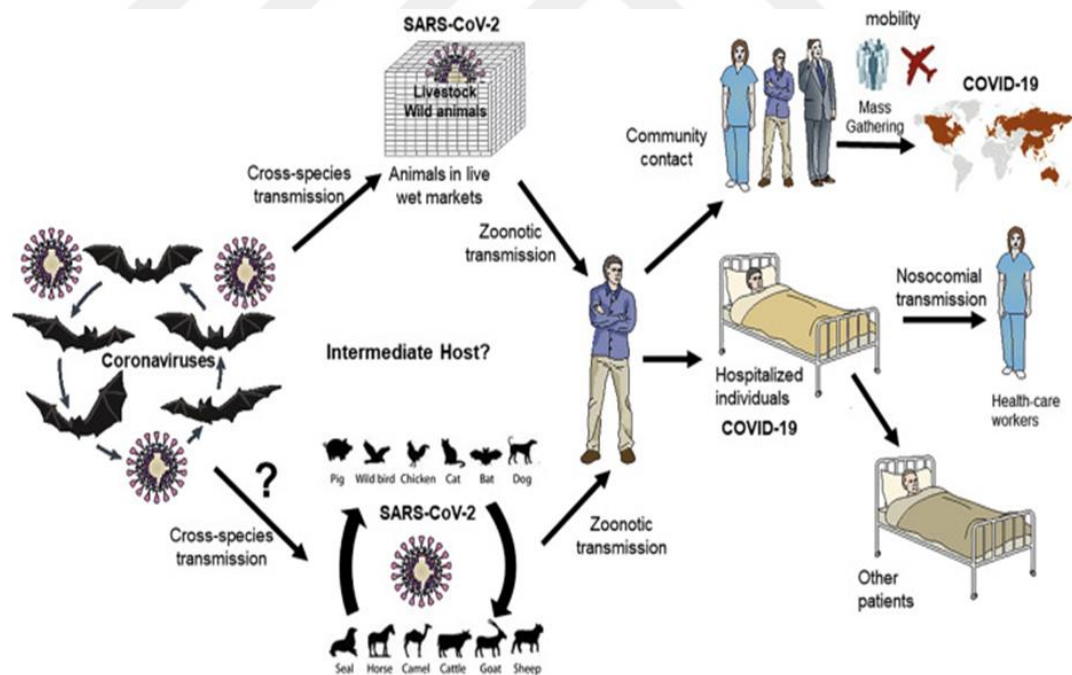 SARS-CoV-2
Livestock
Wild animals
Cross-species
transmission
Animals in live
wet markets
Zoonotic
transmission
Community
contact
mobility
Mass
Gathering
COVID-19
Coronaviruses
Intermediate Host?
Hospitalized
individuals
COVID-19
Nosocomial
transmission
Health-care
workers
?
Cross-species
transmission
Pig Wild bird Chicken Cat Bat Dog
SARS-CoV-2
Seal Horse Camel Cattle Goat Sheep
Zoonotic
transmission
Other
patients